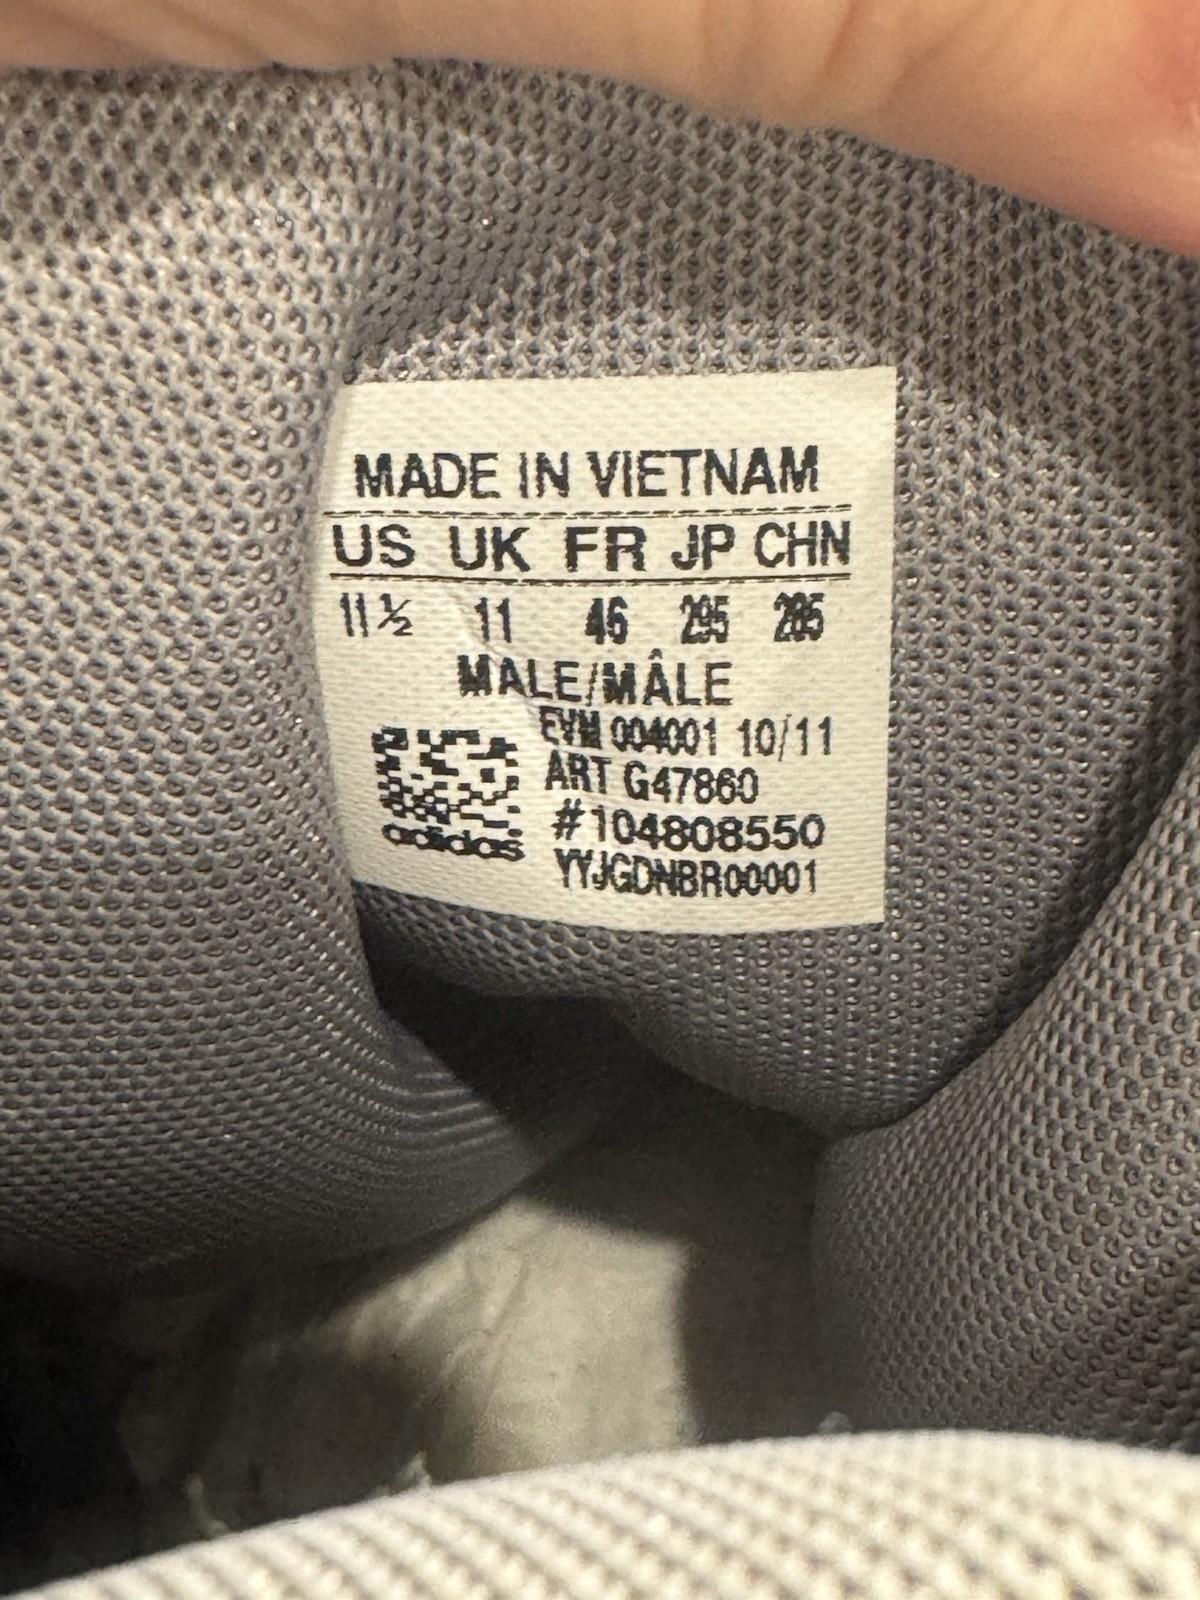 MADE IN VIETNAM
US UK FR JP CHN
11½ 11 46 295 285
MALE/MÂLE
EVM 004001 10/11
ART G47860
#104808550
YYJGDNBR00001
adidas